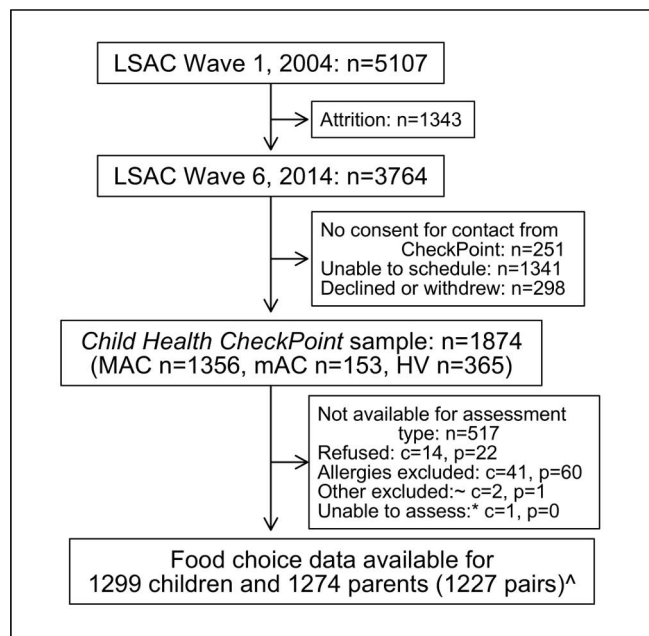 LSAC Wave 1, 2004: n=5107
Attrition: n=1343
LSAC Wave 6, 2014: n=3764
No consent for contact from
CheckPoint: n=251
Unable to schedule: n=1341
Declined or withdrew: n=298
Child Health CheckPoint sample: n=1874
(MAC n=1356, mAC n=153, HV n=365)
Not available for assessment
type: n=517
Refused: c=14, p=22
Allergies excluded: c=41, p=60
Other excluded:~ c=2, p=1
Unable to assess:* c=1, p=0
Food choice data available for
1299 children and 1274 parents (1227 pairs)^